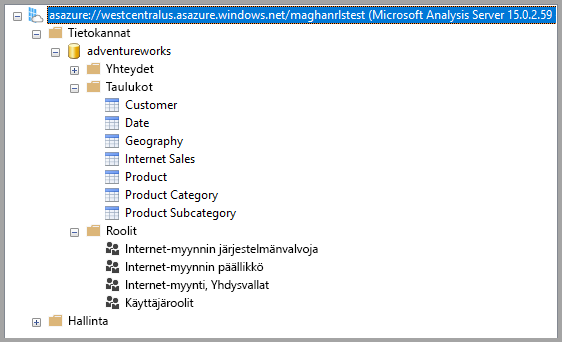 asazure://westcentralus.asazure.windows.net/maghanrlstest (Microsoft Analysis Server 15.0.2.59
Tietokannat
adventureworks
Yhteydet
Taulukot
Customer
Date
Geography
Internet Sales
Product
Product Category
Product Subcategory
Roolit
Internet-myynnin järjestelmänvalvoja
Internet-myynnin päällikkö
Internet-myynti, Yhdysvallat
Käyttäjäroolit
Hallinta